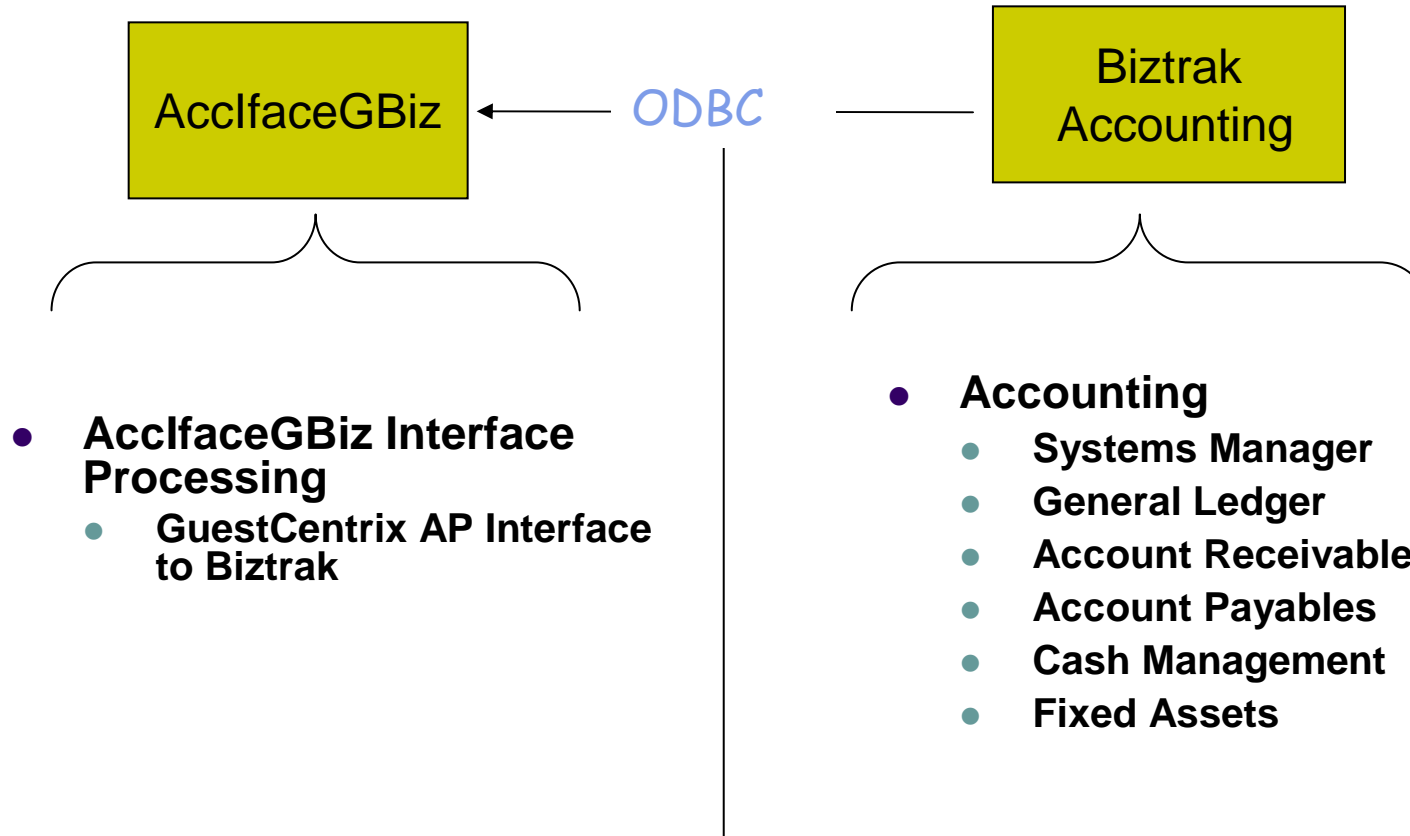 AccIfaceGBiz
ODBC
Biztrak
Accounting
AccIfaceGBiz Interface
Processing
GuestCentrix AP Interface
to Biztrak
Accounting
Systems Manager
General Ledger
Account Receivable
Account Payables
Cash Management
Fixed Assets